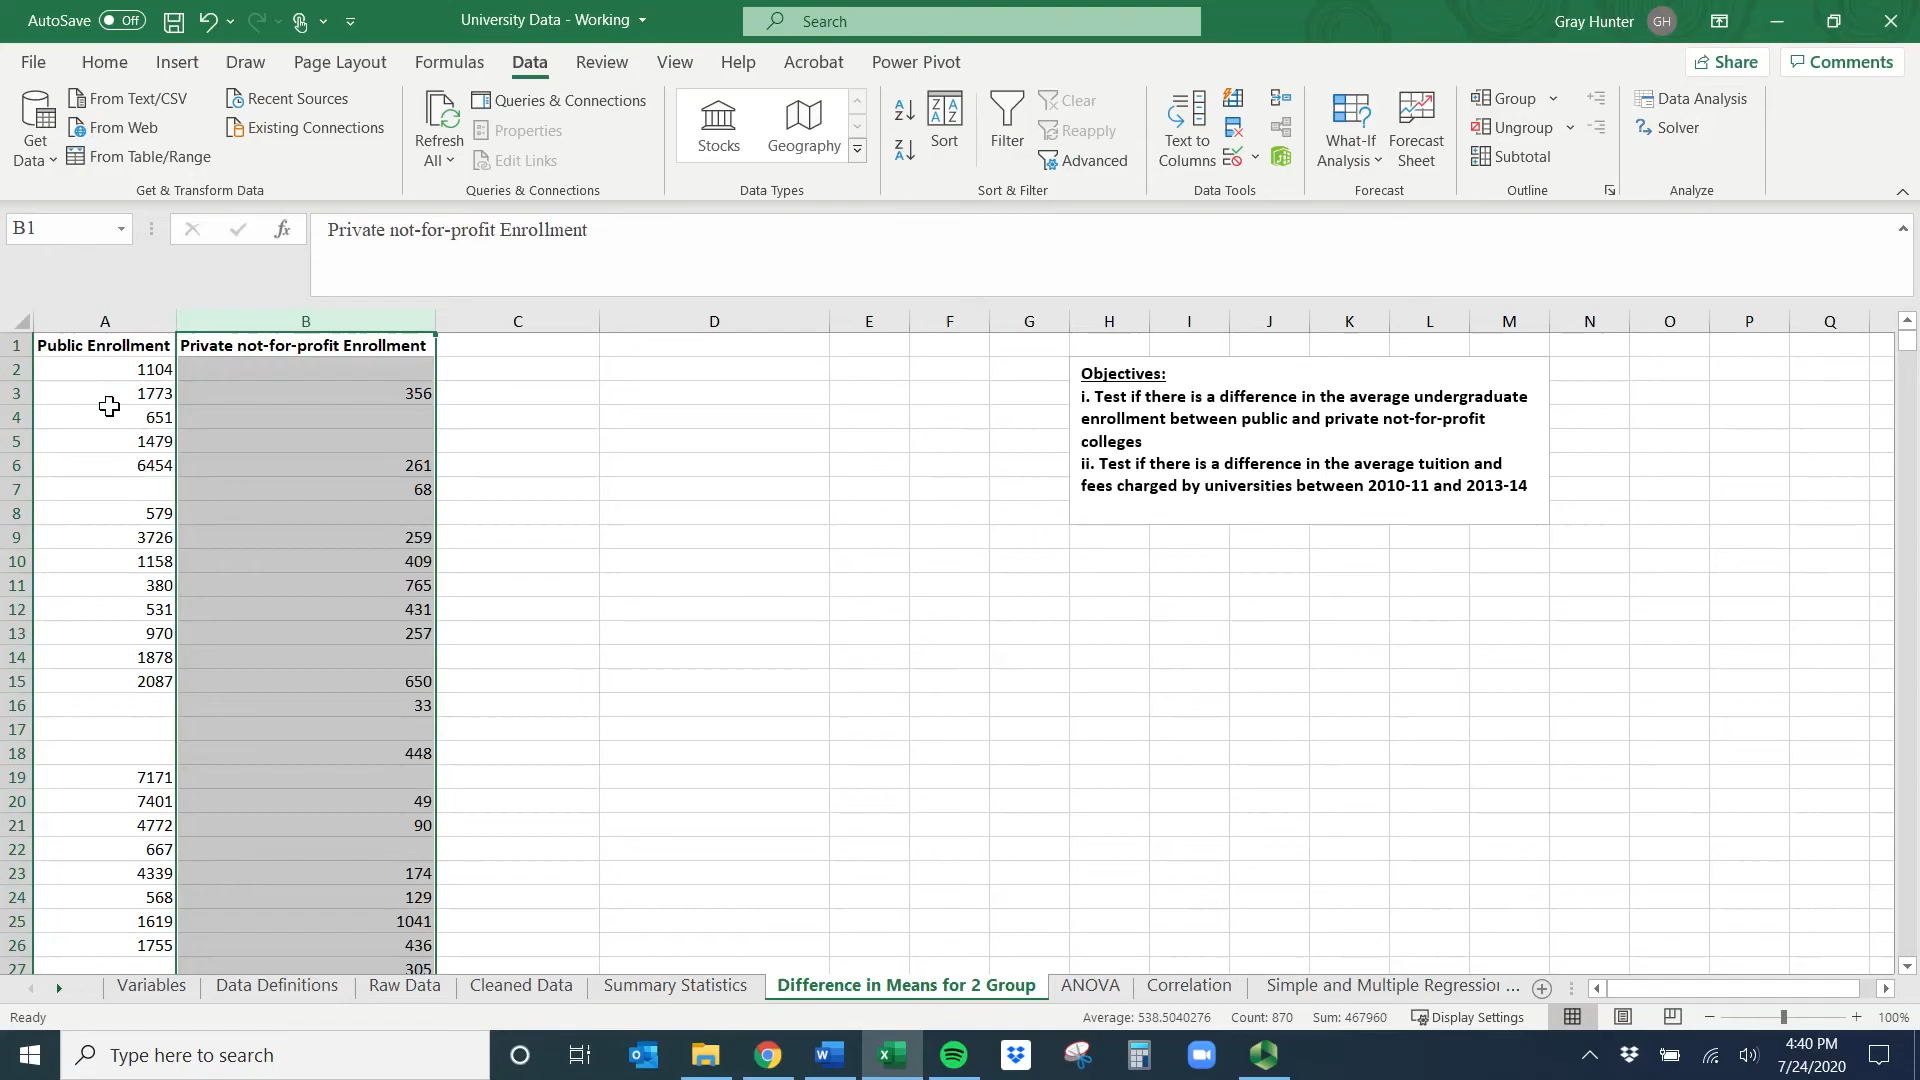 AutoSave Off
University Data - Working
Search
Gray Hunter GH
File Home Insert Draw Page Layout Formulas Data Review View Help Acrobat Power Pivot Share Comments
Get Data
From Text/CSV
From Web
From Table/Range
Recent Sources
Existing Connections
Get & Transform Data
Refresh All
Queries & Connections
Properties
Edit Links
Queries & Connections
Stocks
Geography
Data Types
Sort
Filter
Clear
Reapply
Advanced
Sort & Filter
Text to Columns
Data Tools
What-If Analysis
Forecast Sheet
Forecast
Group
Ungroup
Subtotal
Outline
Data Analysis
Solver
Analyze
B1
fx
Private not-for-profit Enrollment
A B C D E F G H I J K L M N O P Q
1 Public Enrollment Private not-for-profit Enrollment
2 1104
3 1773 356
4 651
5 1479
6 6454 261
7 68
8 579
9 3726 259
10 1158 409
11 380 765
12 531 431
13 970 257
14 1878
15 2087 650
16 33
17
18 448
19 7171
20 7401 49
21 4772 90
22 667
23 4339 174
24 568 129
25 1619 1041
26 1755 436
27 305
Objectives:
i. Test if there is a difference in the average undergraduate
enrollment between public and private not-for-profit
colleges
ii. Test if there is a difference in the average tuition and
fees charged by universities between 2010-11 and 2013-14
Variables Data Definitions Raw Data Cleaned Data Summary Statistics Difference in Means for 2 Group ANOVA Correlation Simple and Multiple Regression ...
Ready
Average: 538.5040276 Count: 870 Sum: 467960 Display Settings 100%
Type here to search
4:40 PM
7/24/2020